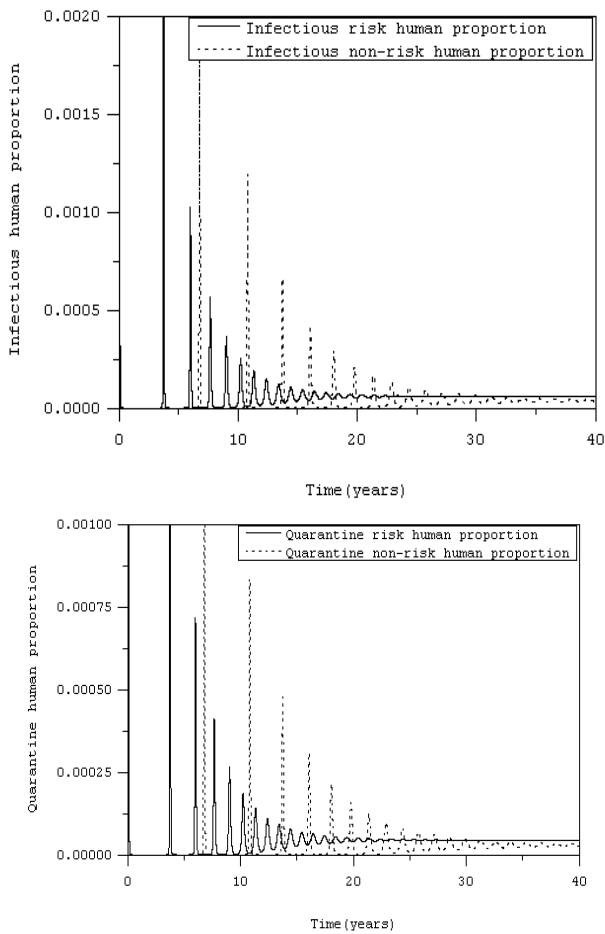 0.0020
Infectious risk human proportion
Infectious non-risk human proportion
0.0015
0.0010
0.0005
0.0000
Infectious human proportion
0 10 20 30 40
Time(years)
0.00100
Quarantine risk human proportion
Quarantine non-risk human proportion
0.00075
0.00050
0.00025
0.00000
Quarantine human proportion
0 10 20 30 40
Time(years)